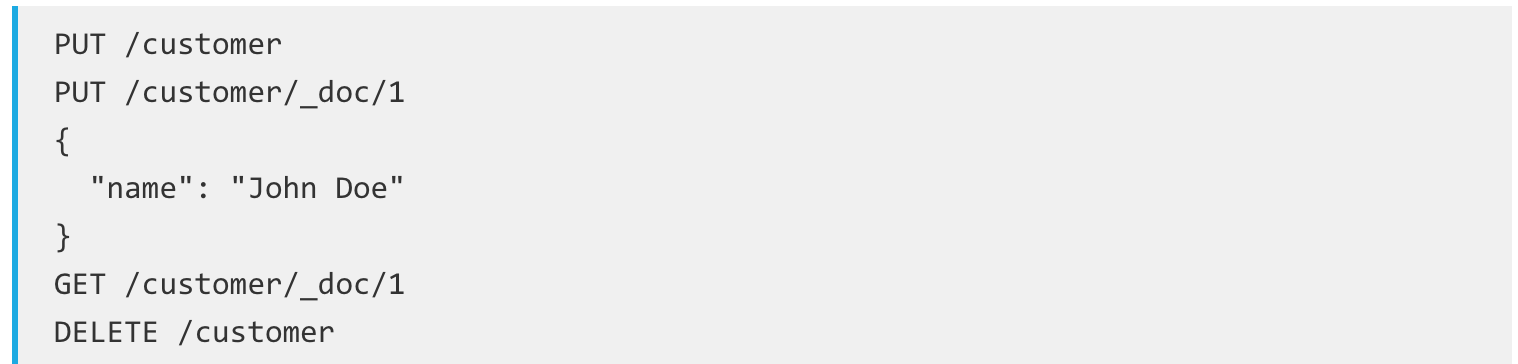 PUT /customer
PUT /customer/_doc/1
{
  "name": "John Doe"
}
GET /customer/_doc/1
DELETE /customer